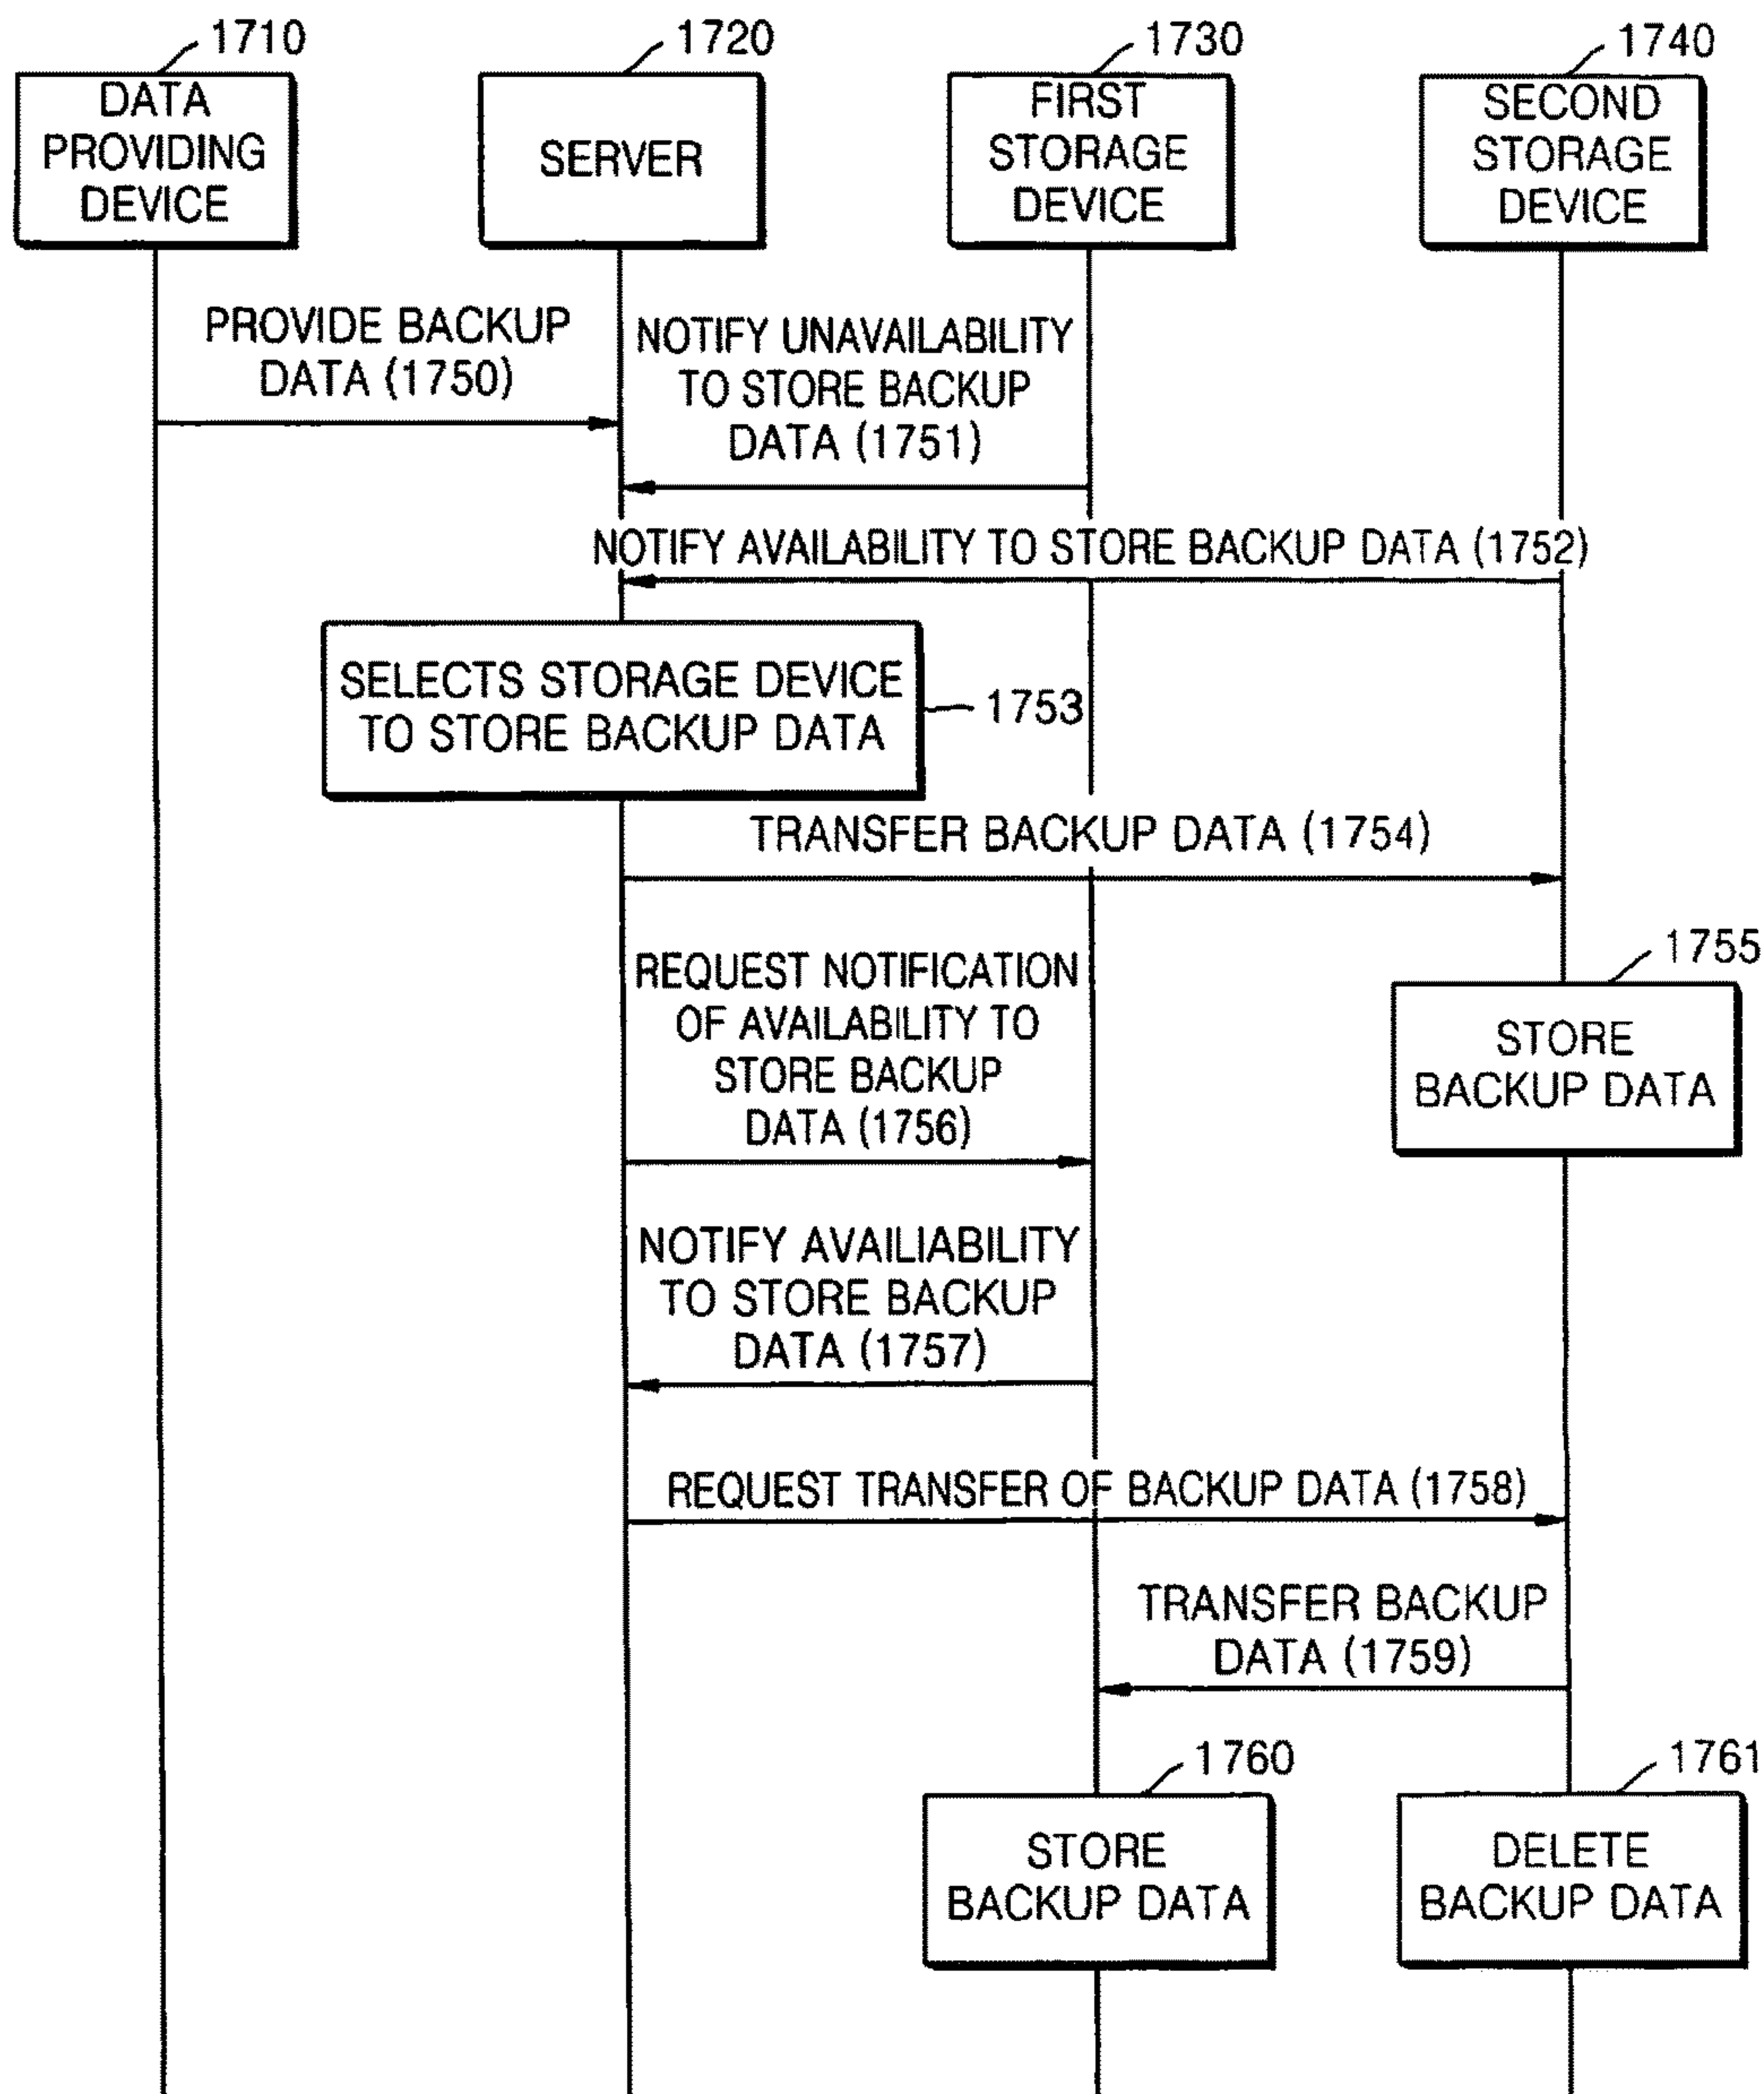 1710
1720
1730
1740
DATA
PROVIDING
DEVICE
SERVER
FIRST
STORAGE
DEVICE
SECOND
STORAGE
DEVICE
PROVIDE BACKUP
DATA (1750)
NOTIFY UNAVAILABILITY
TO STORE BACKUP
DATA (1751)
NOTIFY AVAILABILITY TO STORE BACKUP DATA (1752)
SELECTS STORAGE DEVICE
TO STORE BACKUP DATA
1753
TRANSFER BACKUP DATA (1754)
REQUEST NOTIFICATION
OF AVAILABILITY TO
STORE BACKUP
DATA (1756)
1755
STORE
BACKUP DATA
NOTIFY AVAILIABILITY
TO STORE BACKUP
DATA (1757)
REQUEST TRANSFER OF BACKUP DATA (1758)
TRANSFER BACKUP
DATA (1759)
1760
STORE
BACKUP DATA
1761
DELETE
BACKUP DATA